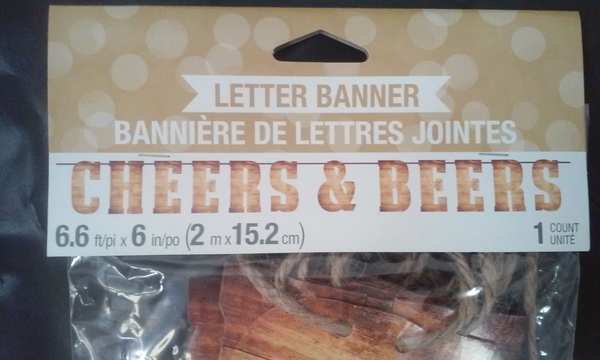 LETTER BANNER
BANNIÈRE DE LETTRES JOINTES
CHEERS & BEERS
6.6 ft/pi x 6 in/po (2 m x 15.2 cm)
1 COUNT
UNITÉ